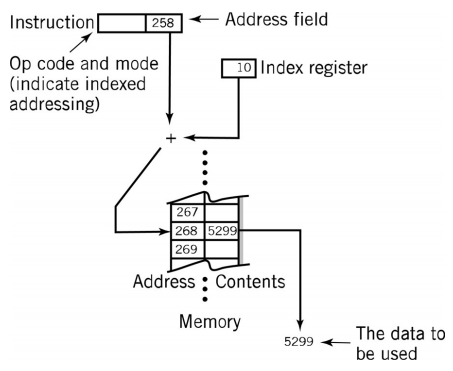 Instruction 258 Address field
Op code and mode
(indicate indexed
addressing)
10 Index register
+
267
268 5299
269
Address Contents
Memory
5299
The data to
be used